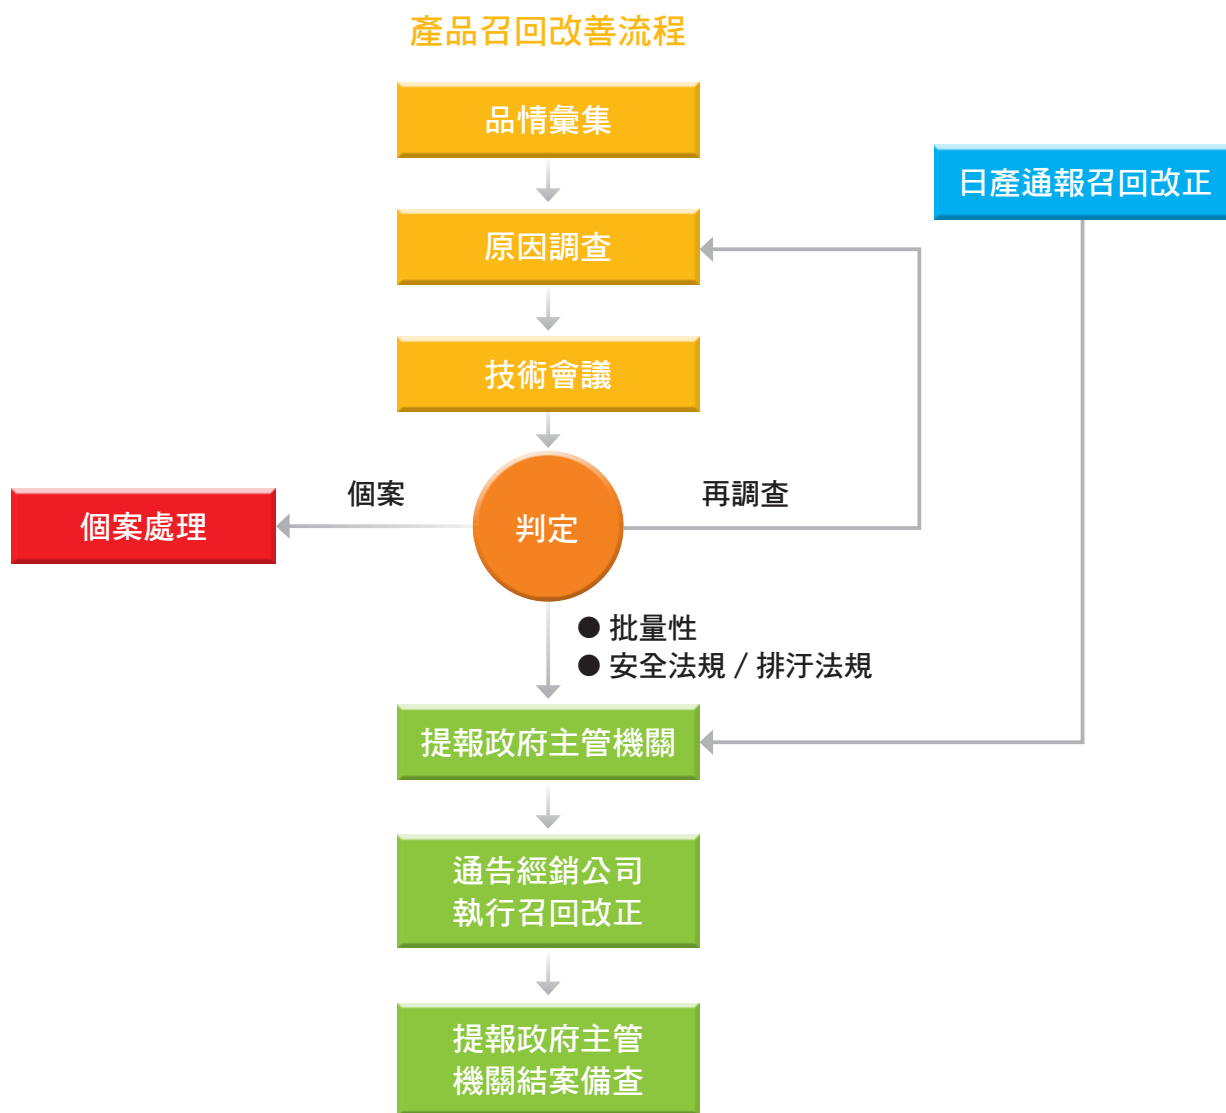 產品召回改善流程
品情彙集
日產通報召回改正
原因調查
技術會議
個案
再調查
個案處理
判定
● 批量性
● 安全法規 / 排汙法規
提報政府主管機關
通告經銷公司
執行召回改正
提報政府主管
機關結案備查